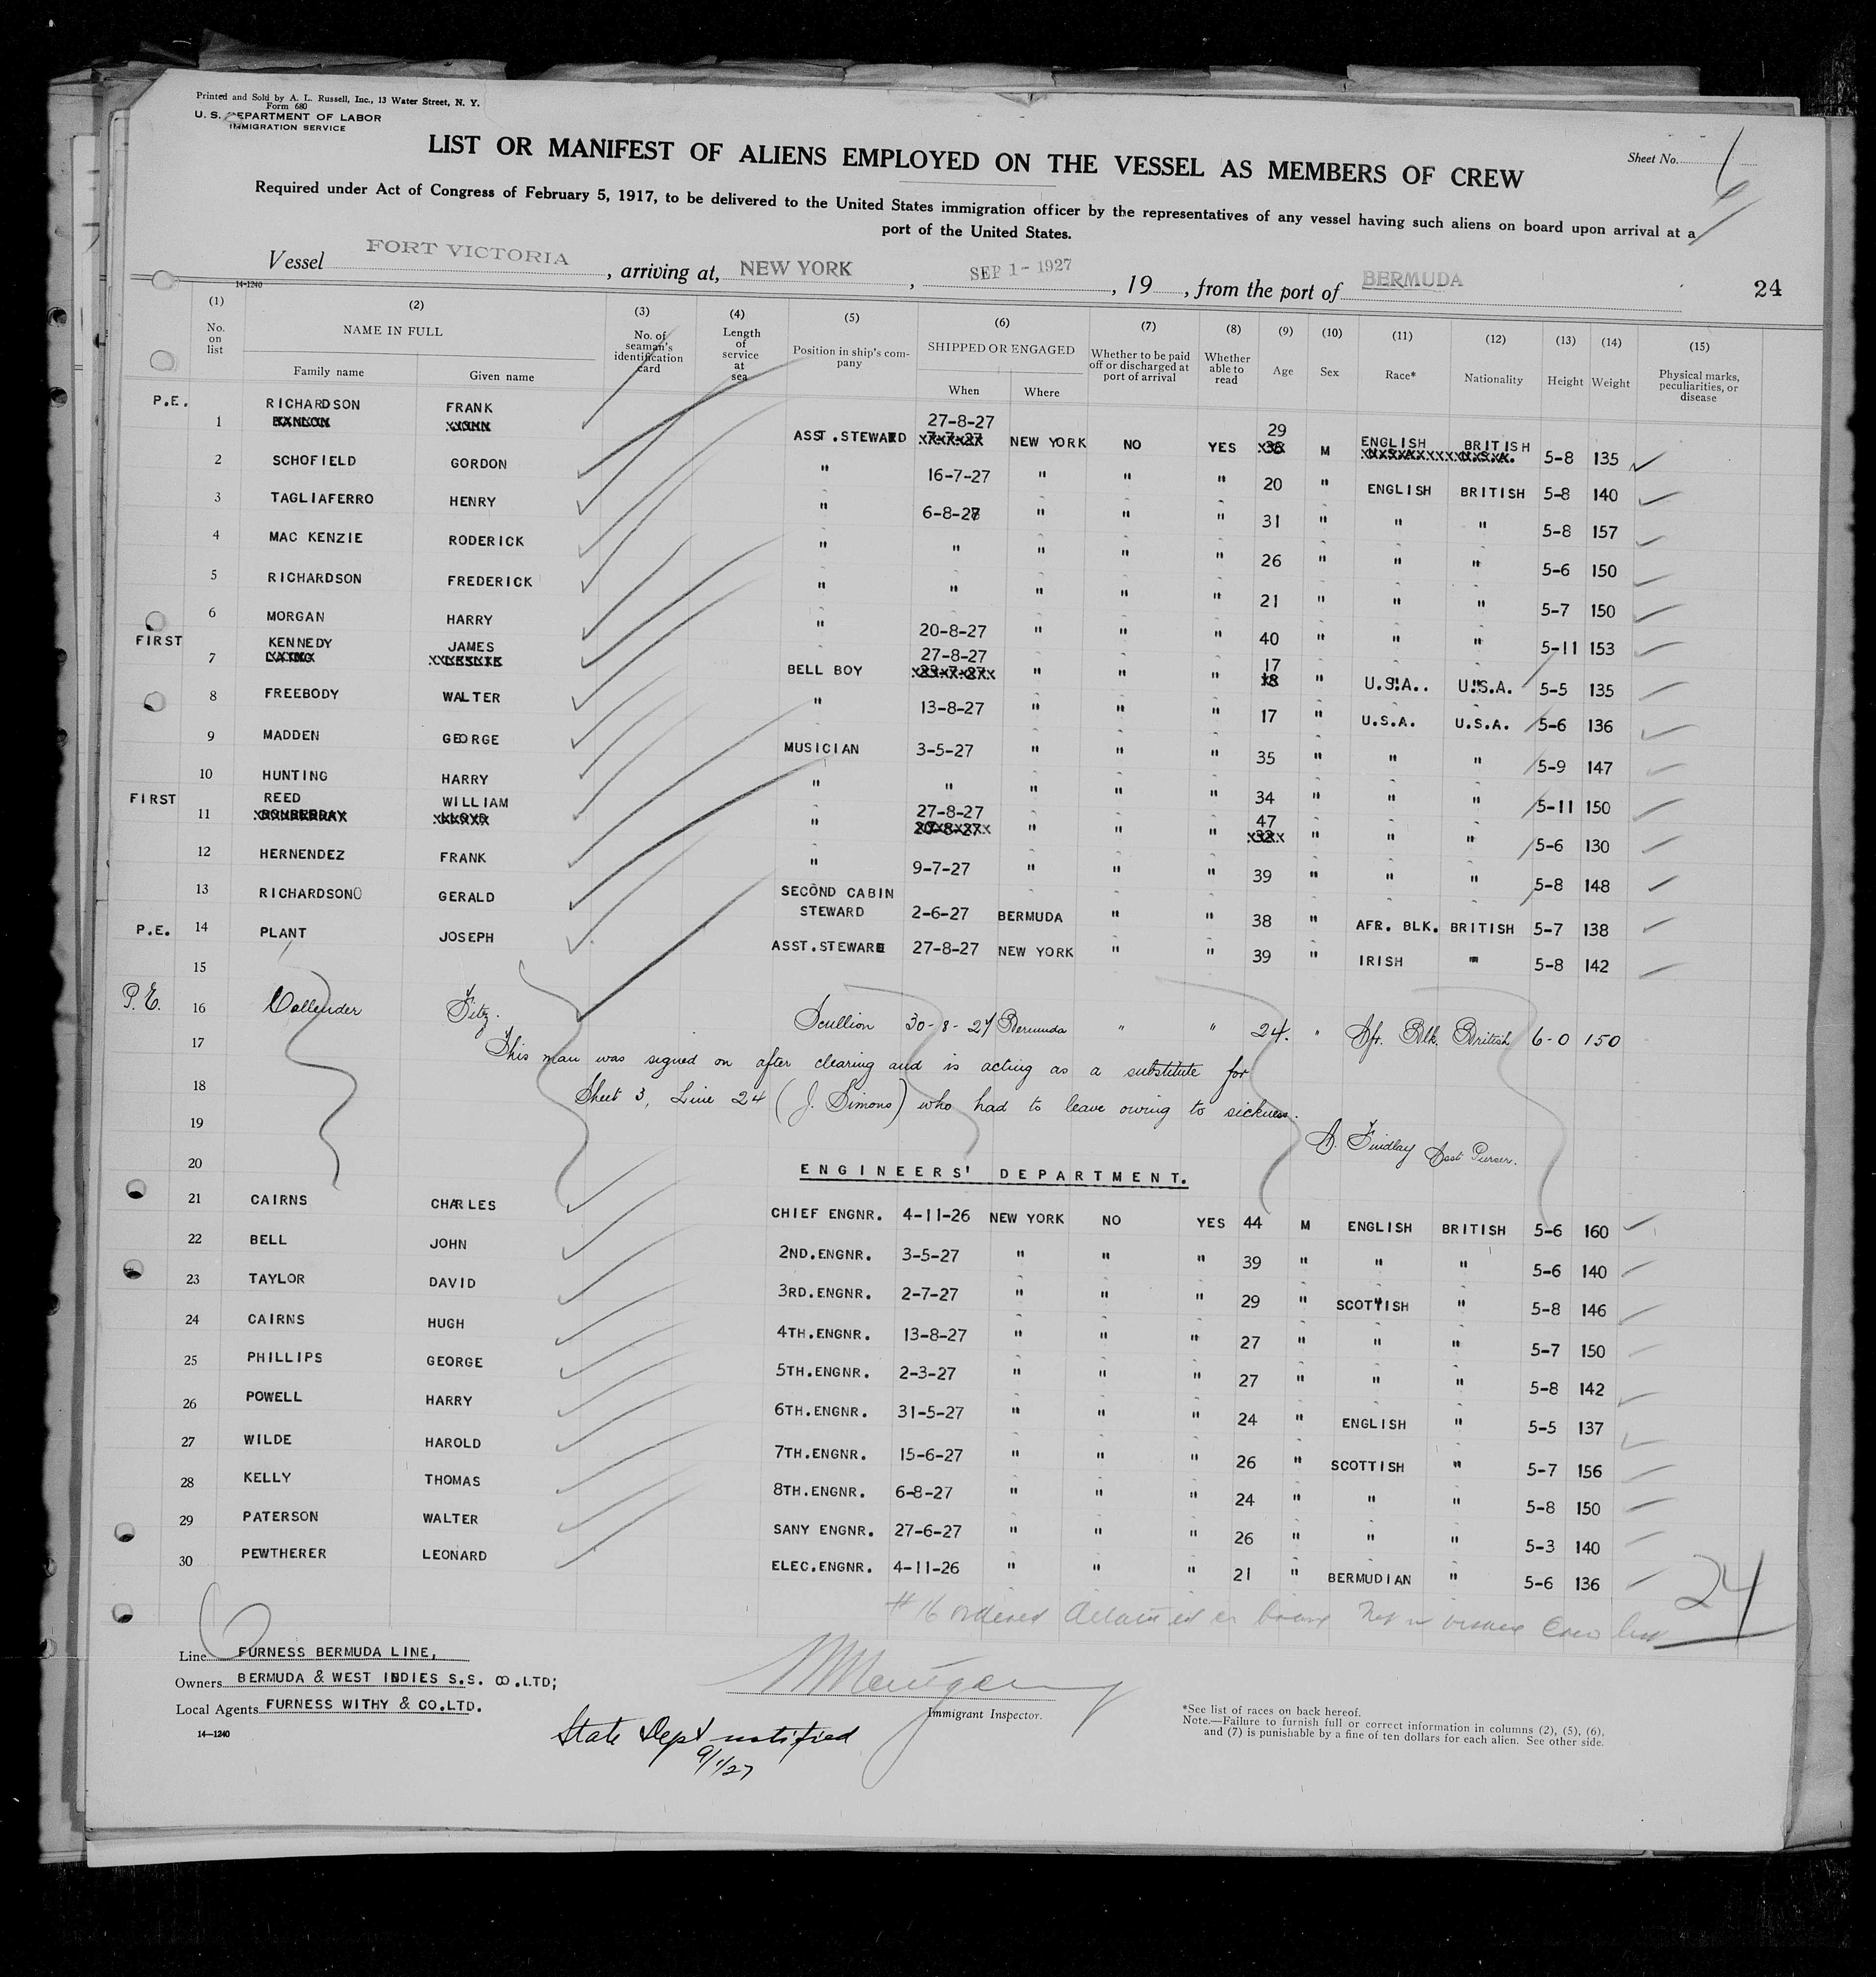 Printed and Sold by A. L. Russell, Inc., 13 Water Street, N. Y.
Form 680
U. S. DEPARTMENT OF LABOR
IMMIGRATION SERVICE
Sheet No. 6
LIST OR MANIFEST OF ALIENS EMPLOYED ON THE VESSEL AS MEMBERS OF CREW
Required under Act of Congress of February 5, 1917, to be delivered to the United States immigration officer by the representatives of any vessel having such aliens on board upon arrival at a
port of the United States.
Vessel FORT VICTORIA, arriving at, NEW YORK, SEP 1- 1927, 19, from the port of BERMUDA
24
14-1240
(1) (2) (3) (4) (5) (6) (7) (8) (9) (10) (11) (12) (13) (14) (15)
No. on list NAME IN FULL Family name Given name No. of seaman's identification card Length of service at sea Position in ship's company SHIPPED OR ENGAGED When Where Whether to be paid off or discharged at port of arrival Whether able to read Age Sex Race* Nationality Height Weight Physical marks, peculiarities, or disease
P.E. 1 RICHARDSON FRANK ASST.STEWARD 27-8-27 7-7-27 NEW YORK NO YES 29 M ENGLISH BRITISH 5-8 135
2 SCHOFIELD GORDON " 16-7-27 " " " 20 " ENGLISH BRITISH 5-8 140
3 TAGLIAFERRO HENRY " 6-8-27 " " " 31 " " " 5-8 157
4 MAC KENZIE RODERICK " " " " " 26 " " " 5-6 150
5 RICHARDSON FREDERICK " " " " " 21 " " " 5-7 150
6 MORGAN HARRY " 20-8-27 " " " 40 " " " 5-11 153
FIRST 7 KENNEDY JAMES BELL BOY 27-8-27 23-7-27 " " " 17 18 " U.S.A.. U.S.A. 5-5 135
8 FREEBODY WALTER " 13-8-27 " " " 17 " U.S.A. U.S.A. 5-6 136
9 MADDEN GEORGE MUSICIAN 3-5-27 " " " 35 " " " 5-9 147
10 HUNTING HARRY " " " " " 34 " " " 5-11 150
FIRST 11 REED WILLIAM " 27-8-27 20-8-27 " " " 47 32 " " " 5-6 130
12 HERNENDEZ FRANK " 9-7-27 " " " 39 " " " 5-8 148
13 RICHARDSON GERALD SECOND CABIN STEWARD 2-6-27 BERMUDA " " 38 " AFR. BLK. BRITISH 5-7 138
P.E. 14 PLANT JOSEPH ASST.STEWARD 27-8-27 NEW YORK " " 39 " IRISH " 5-8 142
15
P.E. 16 Callender Fitz. Scullion 30-8-27 Bermuda " " 24. " Afr. Blk. British 6-0 150
17 This man was signed on after clearing and is acting as a substitute for
18 Sheet 3, Line 24 (J. Simons) who had to leave owing to sickness.
19 A. Findlay Asst Purser.
20 ENGINEERS' DEPARTMENT.
21 CAIRNS CHARLES CHIEF ENGNR. 4-11-26 NEW YORK NO YES 44 M ENGLISH BRITISH 5-6 160
22 BELL JOHN 2ND.ENGNR. 3-5-27 " " " 39 " " " 5-6 140
23 TAYLOR DAVID 3RD.ENGNR. 2-7-27 " " " 29 " SCOTTISH " 5-8 146
24 CAIRNS HUGH 4TH.ENGNR. 13-8-27 " " " 27 " " " 5-7 150
25 PHILLIPS GEORGE 5TH.ENGNR. 2-3-27 " " " 27 " " " 5-8 142
26 POWELL HARRY 6TH.ENGNR. 31-5-27 " " " 24 " ENGLISH " 5-5 137
27 WILDE HAROLD 7TH.ENGNR. 15-6-27 " " " 26 " SCOTTISH " 5-7 156
28 KELLY THOMAS 8TH.ENGNR. 6-8-27 " " " 24 " " " 5-8 150
29 PATERSON WALTER SANY ENGNR. 27-6-27 " " " 26 " " " 5-3 140
30 PEWTHERER LEONARD ELEC.ENGNR. 4-11-26 " " " 21 " BERMUDIAN " 5-6 136
24
#16 ordered detained on board Not on visaed Crew list
Line FURNESS BERMUDA LINE,
Owners BERMUDA & WEST INDIES S.S. CO.LTD;
Local Agents FURNESS WITHY & CO.LTD.
14—1240
Immigrant Inspector.
State Dept notified
9/1/27
*See list of races on back hereof.
Note.—Failure to furnish full or correct information in columns (2), (5), (6),
and (7) is punishable by a fine of ten dollars for each alien. See other side.